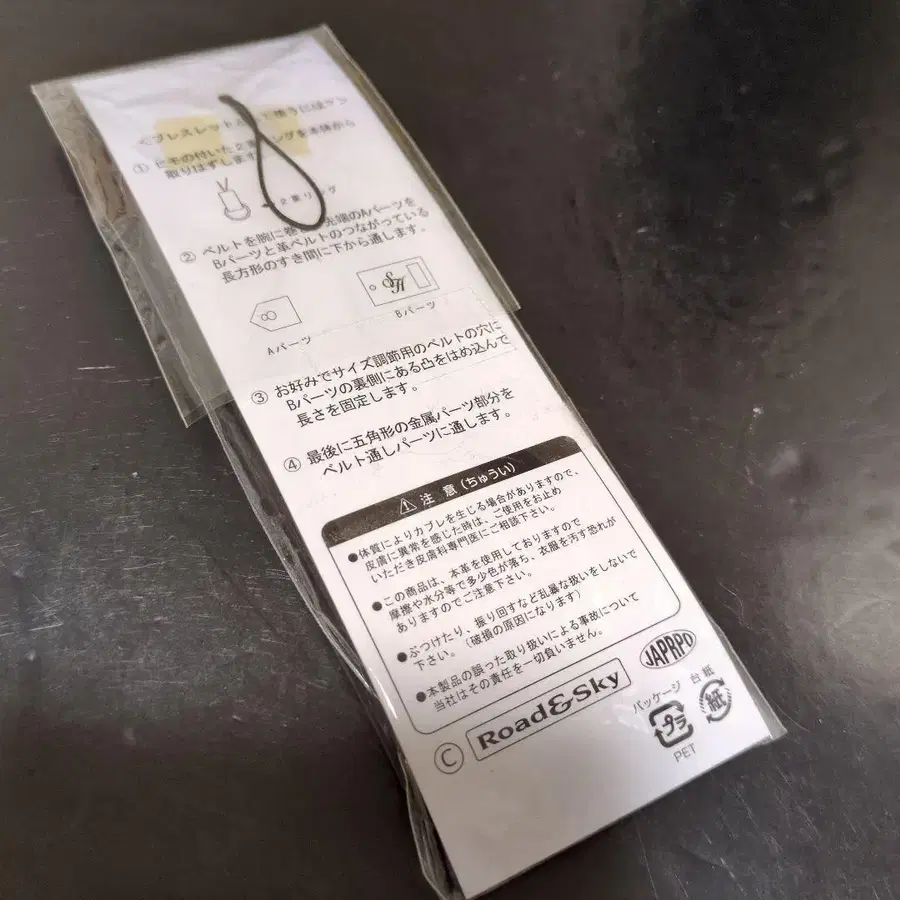 <ブレスレット
① ヒモの付いた2重リングを本体から
取りはずします
2重リング
② ベルトを腕に巻き 先端のAパーツを
Bパーツと革ベルトのつながっている
長方形のすき間に下から通します。
SH
Aパーツ
Bパーツ
③ お好みでサイズ調節用のベルトの穴に
Bパーツの裏側にある凸をはめ込んで
長さを固定します。
④ 最後に五角形の金属パーツ部分を
ベルト通しパーツに通します。
⚠ 注 意(ちゅうい)
●体質によりカブレを生じる場合がありますので、
皮膚に異常を感じた時は、ご使用をお止め
いただき皮膚科専門医にご相談下さい。
●この商品は、本革を使用しておりますので
摩擦や水分等で多少色が落ち、衣服を汚す恐れが
ありますのでご注意下さい。
●ぶつけたり、振り回すなど乱暴な扱いをしないで
下さい。(破損の原因になります)
●本製品の誤った取り扱いによる事故について
当社はその責任を一切負いません。
Ⓒ Road&Sky
JAPRPO
パッケージ 台紙
プラ 紙
PET